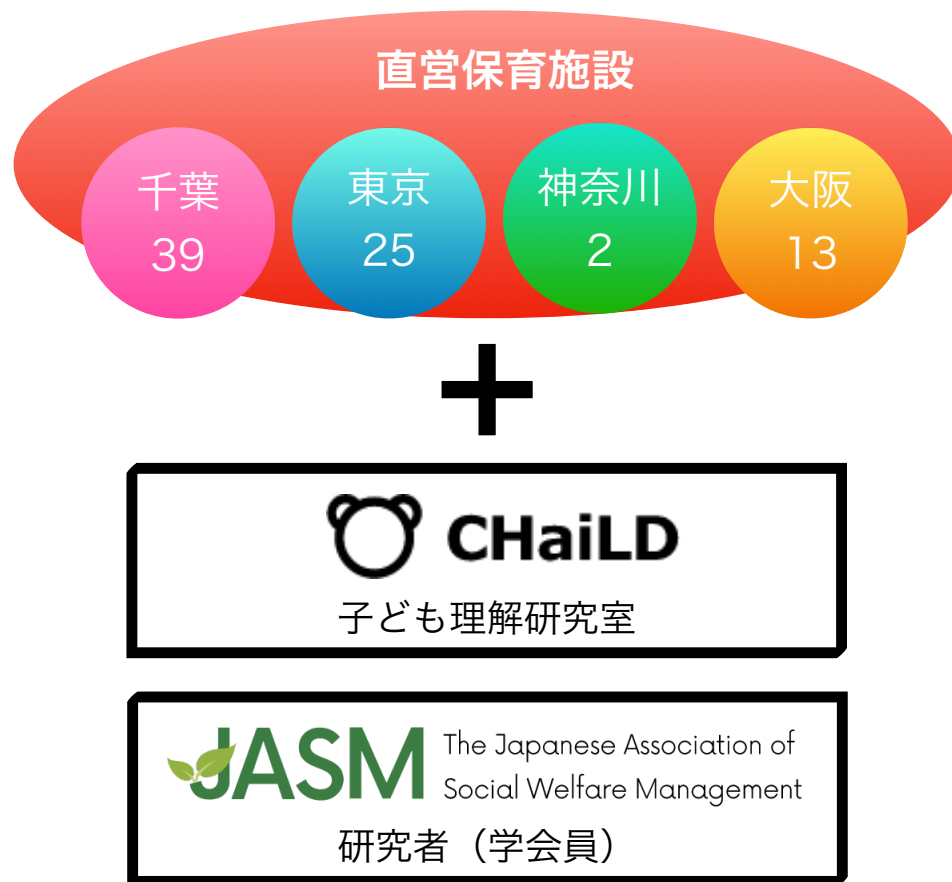 直営保育施設
千葉
39
東京
25
神奈川
2
大阪
13
CHaiLD
子ども理解研究室
JASM
The Japanese Association of
Social Welfare Management
研究者（学会員）